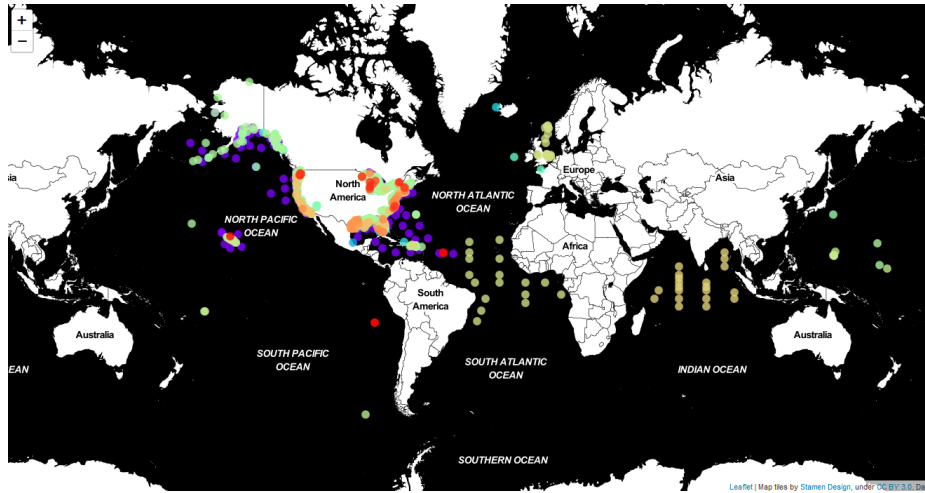 +
−
sia
North
America
NORTH ATLANTIC
OCEAN
Europe
Asia
NORTH PACIFIC
OCEAN
Africa
South
America
Australia
Australia
SOUTH PACIFIC
OCEAN
SOUTH ATLANTIC
OCEAN
EAN
INDIAN OCEAN
SOUTHERN OCEAN
Leaflet | Map tiles by Stamen Design, under CC BY 3.0. Da